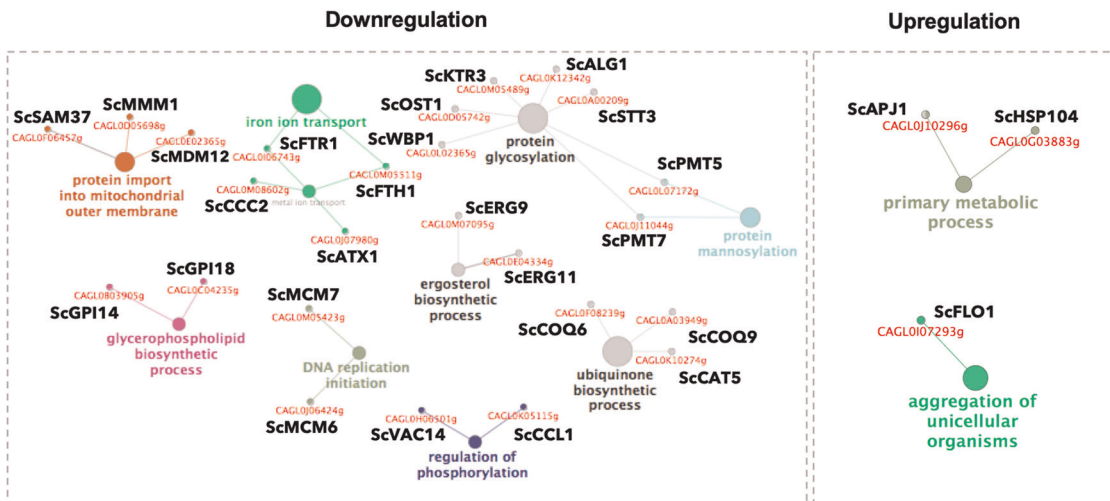 Downregulation
Upregulation
ScSAM37
CAGL0F06457g
ScMMM1
CAGL0D05698g
CAGL0E02365g
ScMDM12
protein import
into mitochondrial
outer membrane
iron ion transport
ScFTR1
CAGL0I06743g
CAGL0M05511g
ScFTH1
CAGL0M08602g
ScCCC2
metal ion transport
CAGL0J07980g
ScATX1
ScKTR3
CAGL0M05489g
ScALG1
CAGL0K12342g
ScOST1
CAGL0D05742g
CAGL0A00209g
ScSTT3
ScWBP1
CAGL0L02365g
protein
glycosylation
ScPMT5
CAGL0L07172g
CAGL0J11044g
ScPMT7
protein
mannosylation
ScERG9
CAGL0M07095g
CAGL0E04334g
ScERG11
ergosterol
biosynthetic
process
ScGPI18
CAGL0C04235g
CAGL0B03905g
ScGPI14
glycerophospholipid
biosynthetic
process
ScMCM7
CAGL0M05423g
DNA replication
initiation
CAGL0J06424g
ScMCM6
CAGL0F08239g
ScCOQ6
CAGL0A03949g
ScCOQ9
CAGL0K10274g
ScCAT5
ubiquinone
biosynthetic
process
CAGL0H06501g
ScVAC14
CAGL0K05115g
ScCCL1
regulation of
phosphorylation
ScAPJ1
CAGL0J10296g
ScHSP104
CAGL0G03883g
primary metabolic
process
ScFLO1
CAGL0I07293g
aggregation of
unicellular
organisms